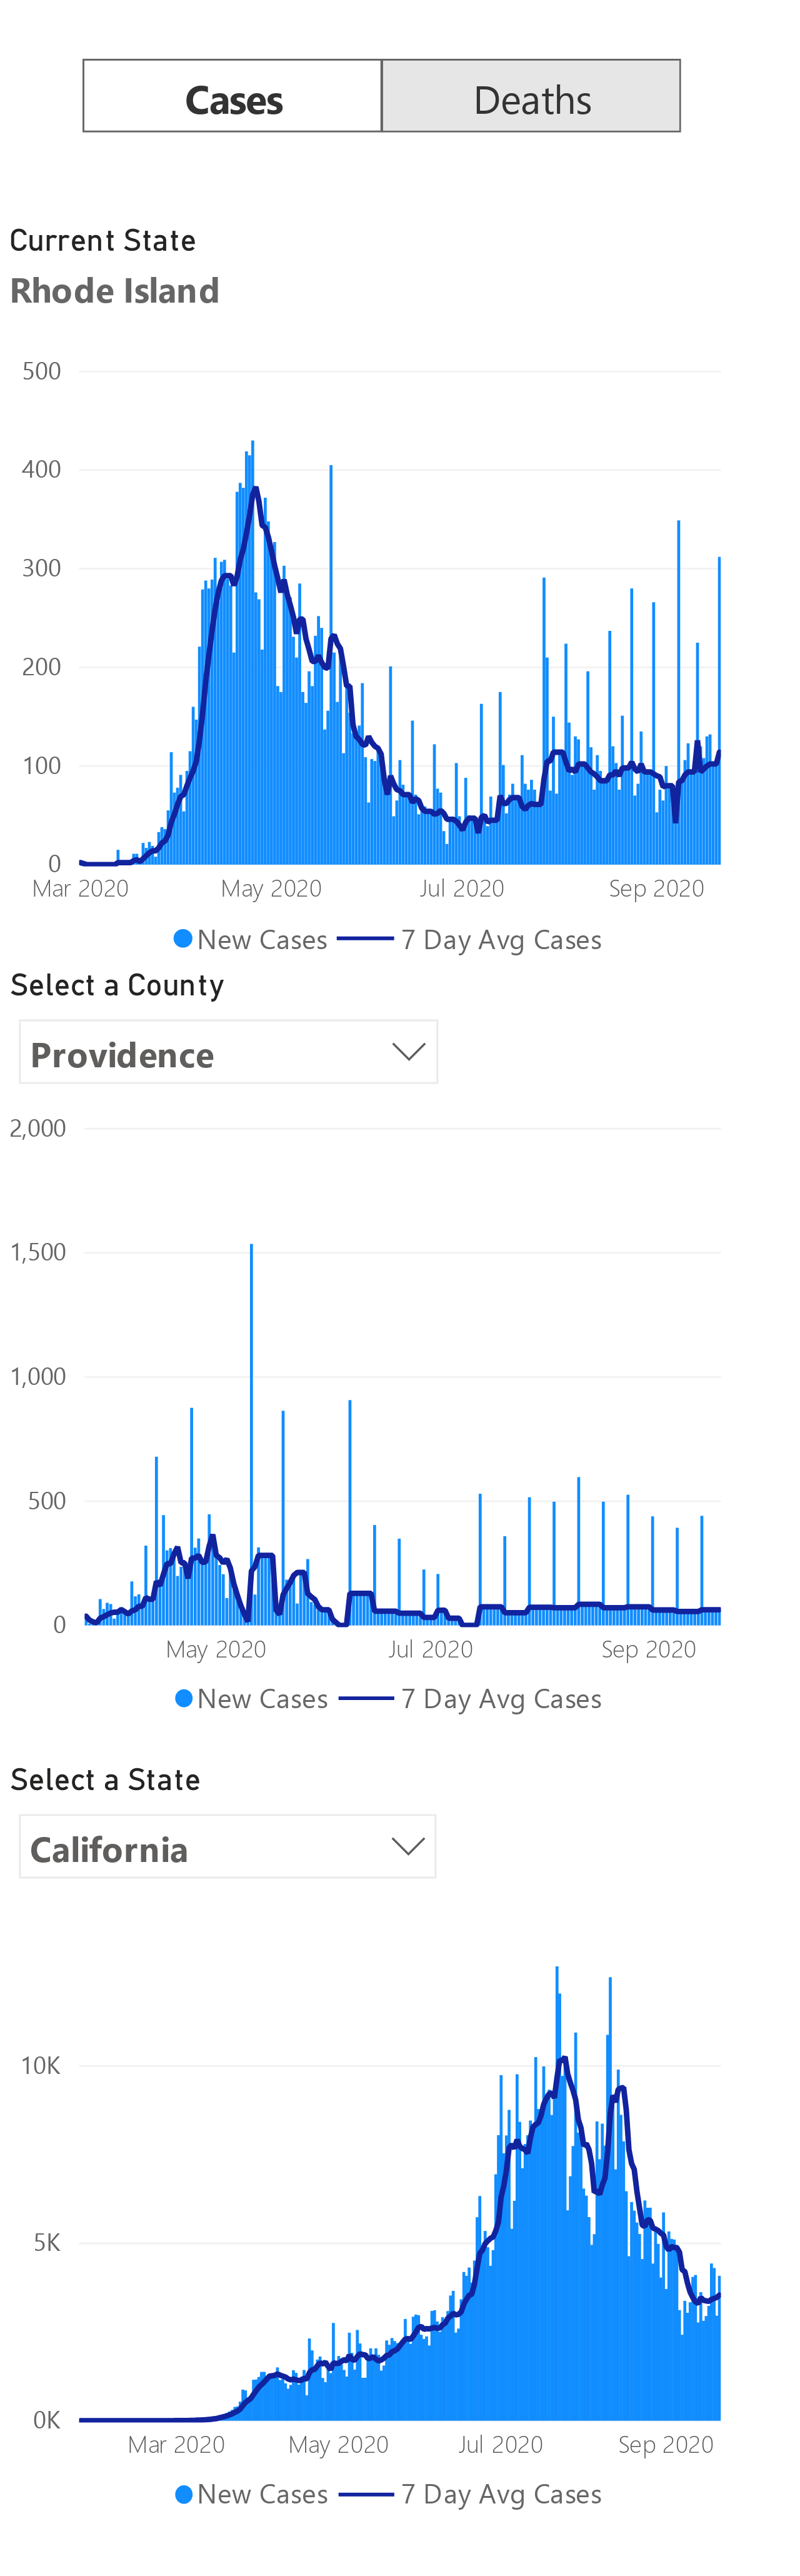 Cases Deaths
Current State
Rhode Island
500
400
300
200
100
0
Mar 2020 May 2020 Jul 2020 Sep 2020
New Cases 7 Day Avg Cases
Select a County
Providence
2,000
1,500
1,000
500
0
May 2020 Jul 2020 Sep 2020
New Cases 7 Day Avg Cases
Select a State
California
10K
5K
0K
Mar 2020 May 2020 Jul 2020 Sep 2020
New Cases 7 Day Avg Cases